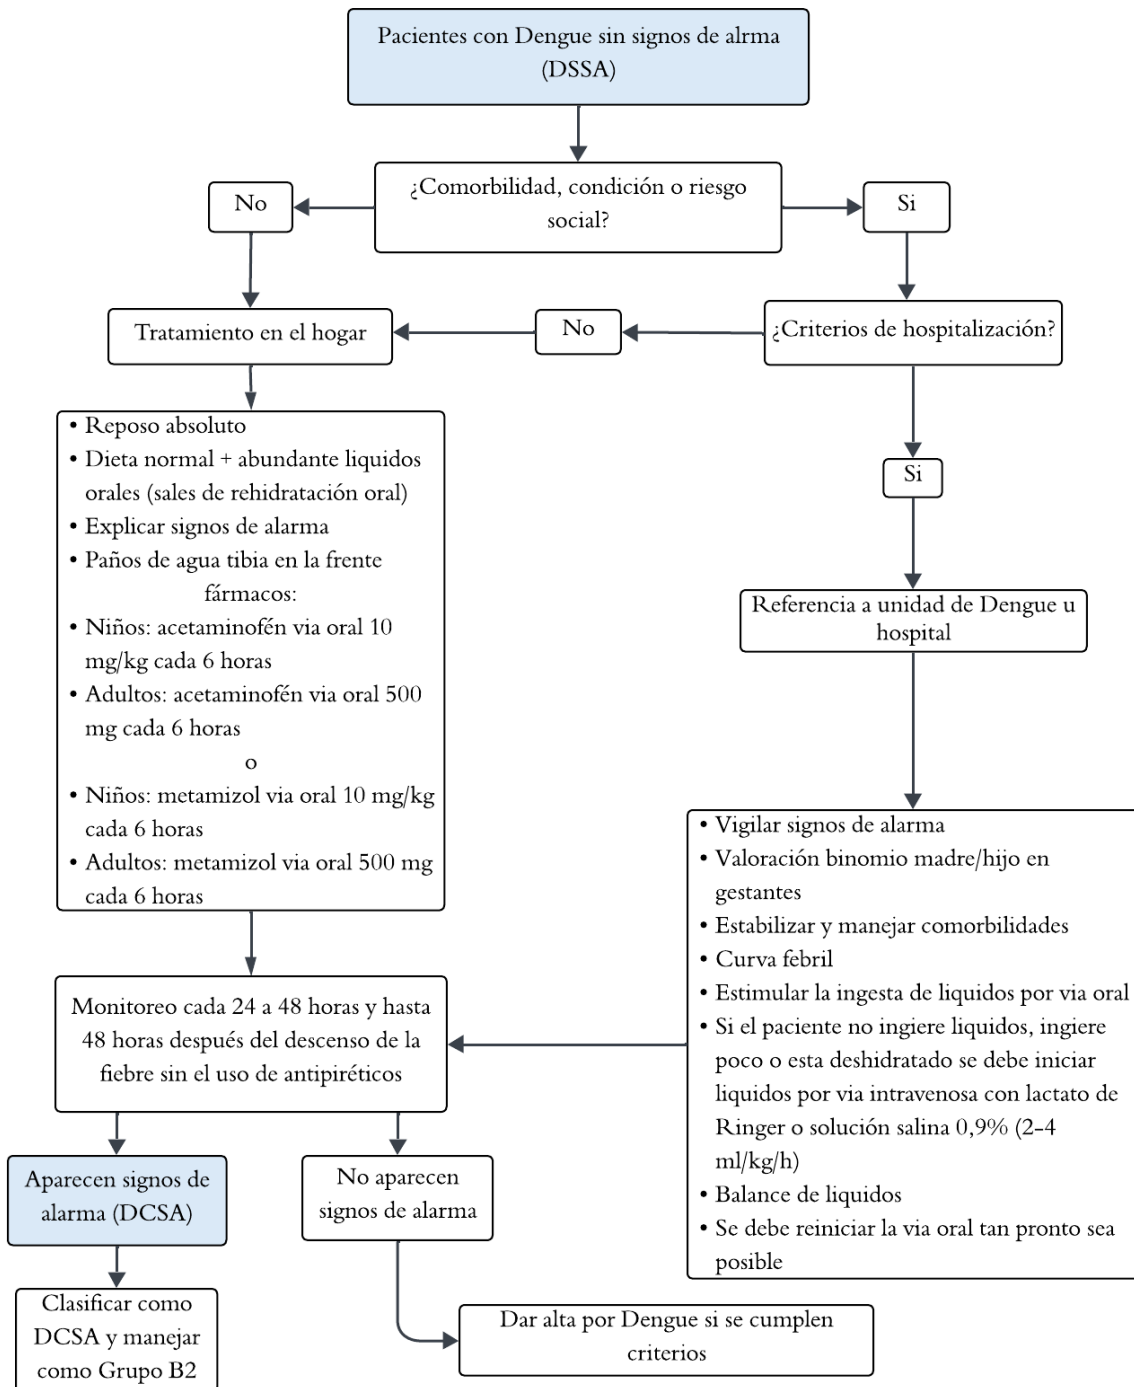 Pacientes con Dengue sin signos de alrma
(DSSA)
¿Comorbilidad, condición o riesgo
social?
No
Si
Tratamiento en el hogar
No
¿Criterios de hospitalización?
• Reposo absoluto
• Dieta normal + abundante liquidos
orales (sales de rehidratación oral)
• Explicar signos de alarma
• Paños de agua tibia en la frente
fármacos:
• Niños: acetaminofén via oral 10
mg/kg cada 6 horas
• Adultos: acetaminofén via oral 500
mg cada 6 horas
o
• Niños: metamizol via oral 10 mg/kg
cada 6 horas
• Adultos: metamizol via oral 500 mg
cada 6 horas
Si
Referencia a unidad de Dengue u
hospital
• Vigilar signos de alarma
• Valoración binomio madre/hijo en
gestantes
• Estabilizar y manejar comorbilidades
• Curva febril
• Estimular la ingesta de liquidos por via oral
• Si el paciente no ingiere liquidos, ingiere
poco o esta deshidratado se debe iniciar
liquidos por via intravenosa con lactato de
Ringer o solución salina 0,9% (2-4
ml/kg/h)
• Balance de liquidos
• Se debe reiniciar la via oral tan pronto sea
posible
Monitoreo cada 24 a 48 horas y hasta
48 horas después del descenso de la
fiebre sin el uso de antipiréticos
Aparecen signos de
alarma (DCSA)
No aparecen
signos de alarma
Clasificar como
DCSA y manejar
como Grupo B2
Dar alta por Dengue si se cumplen
criterios